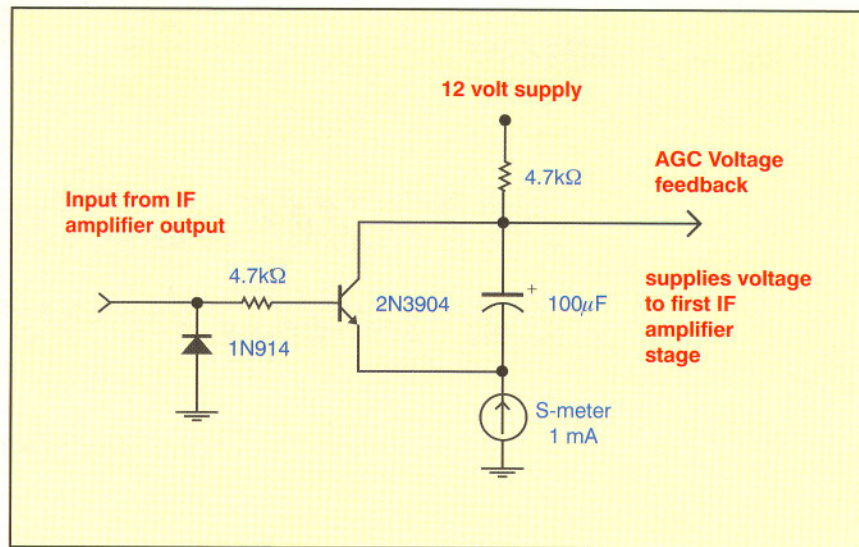 12 volt supply
4.7kΩ
AGC Voltage
feedback
Input from IF
amplifier output
4.7kΩ
2N3904
+
100μF
supplies voltage
to first IF
amplifier
stage
1N914
S-meter
1 mA